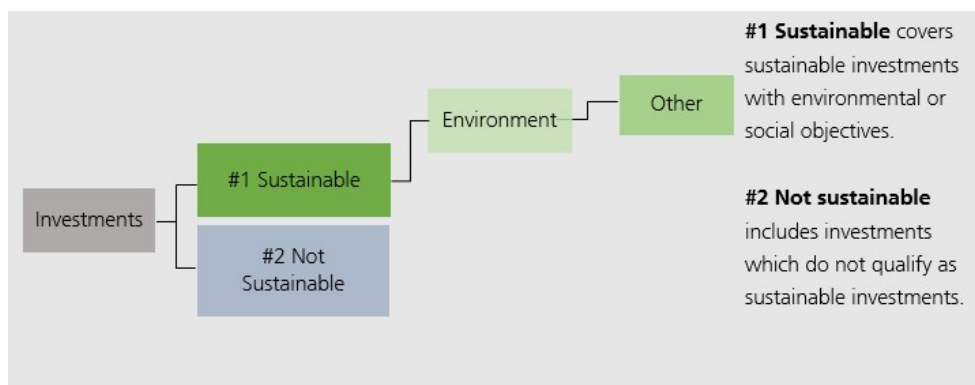 Investments
#1 Sustainable
#2 Not
Sustainable
Environment
Other
#1 Sustainable covers
sustainable investments
with environmental or
social objectives.
#2 Not sustainable
includes investments
which do not qualify as
sustainable investments.